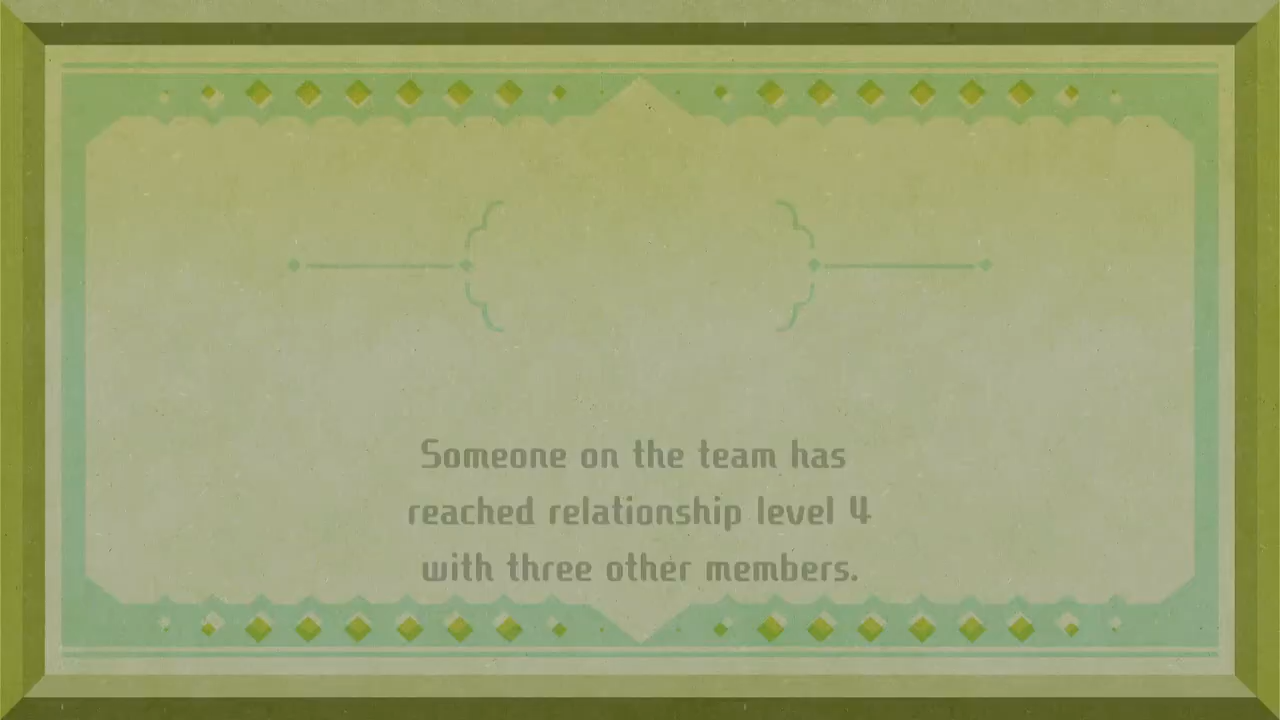 Someone on the team has
reached relationship level 4
with three other members.